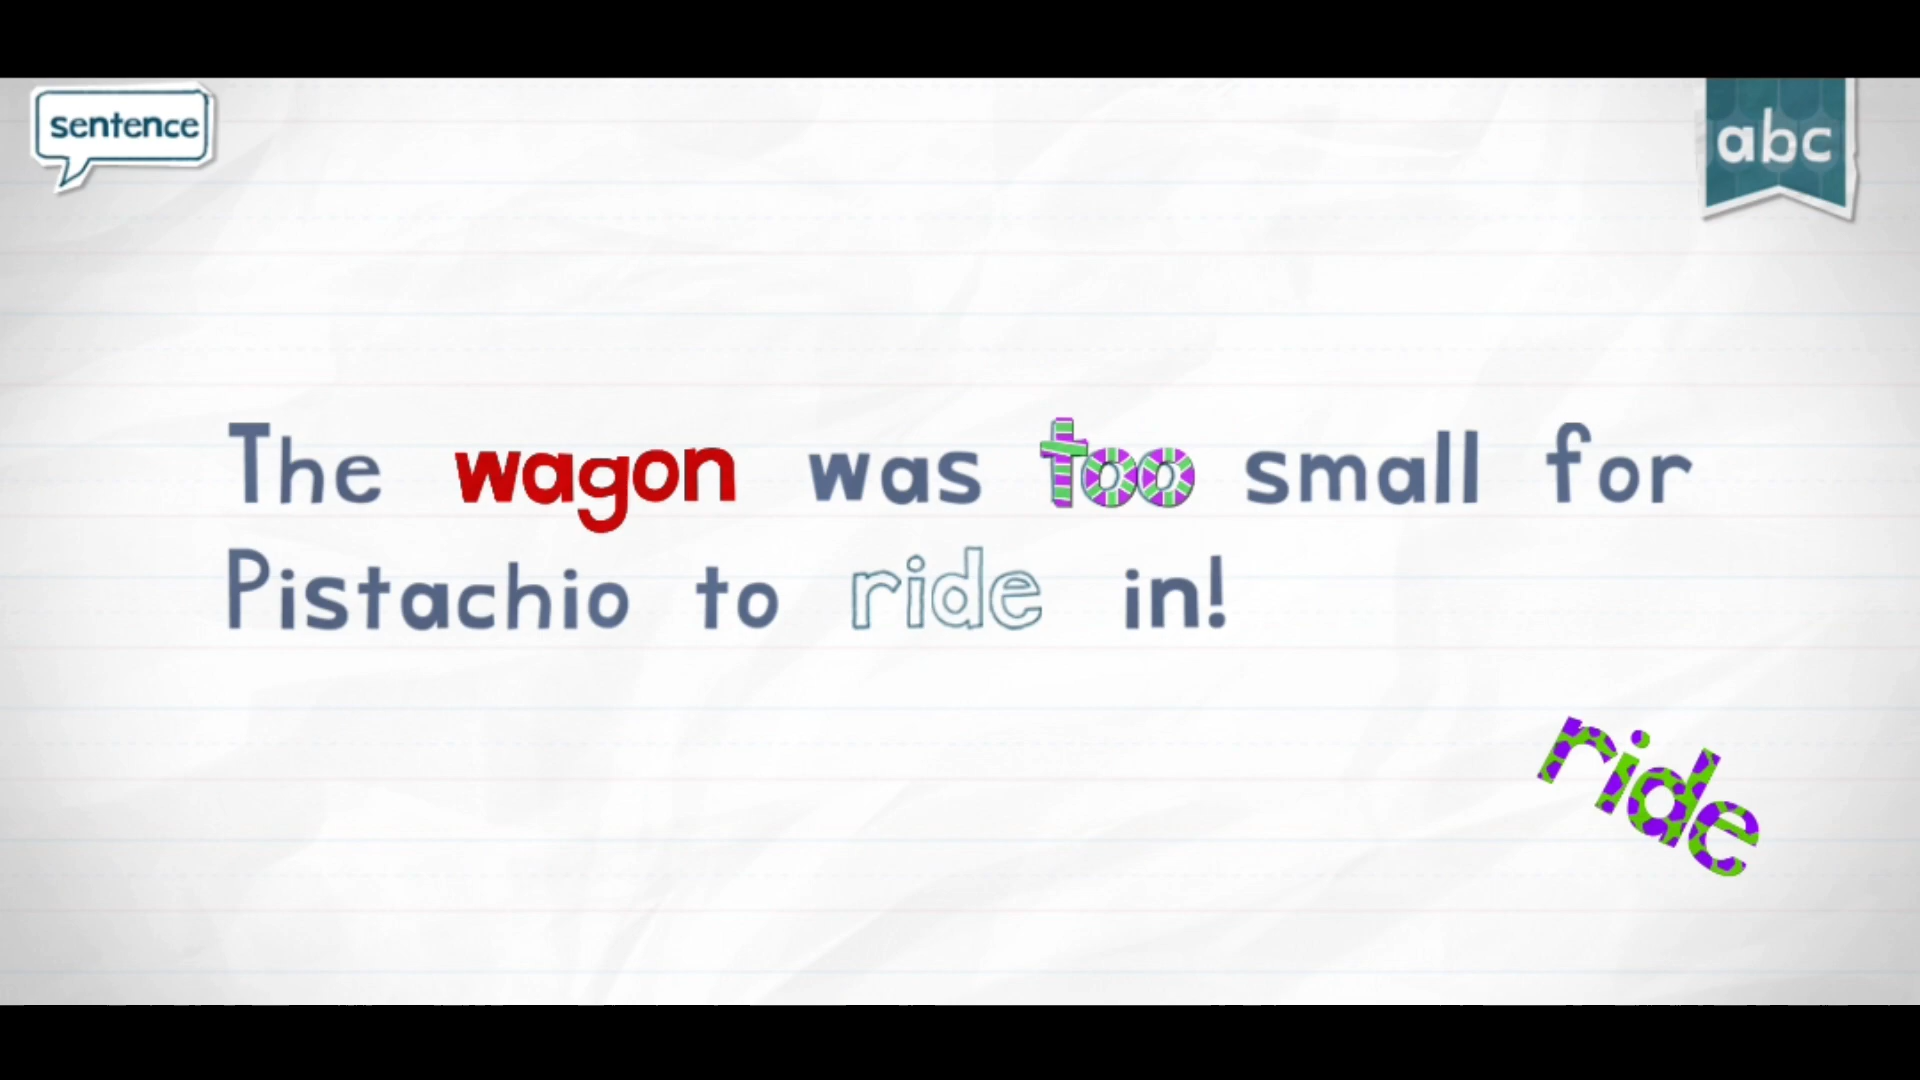 sentence
abc
The wagon was too small for
Pistachio to ride in!
ride